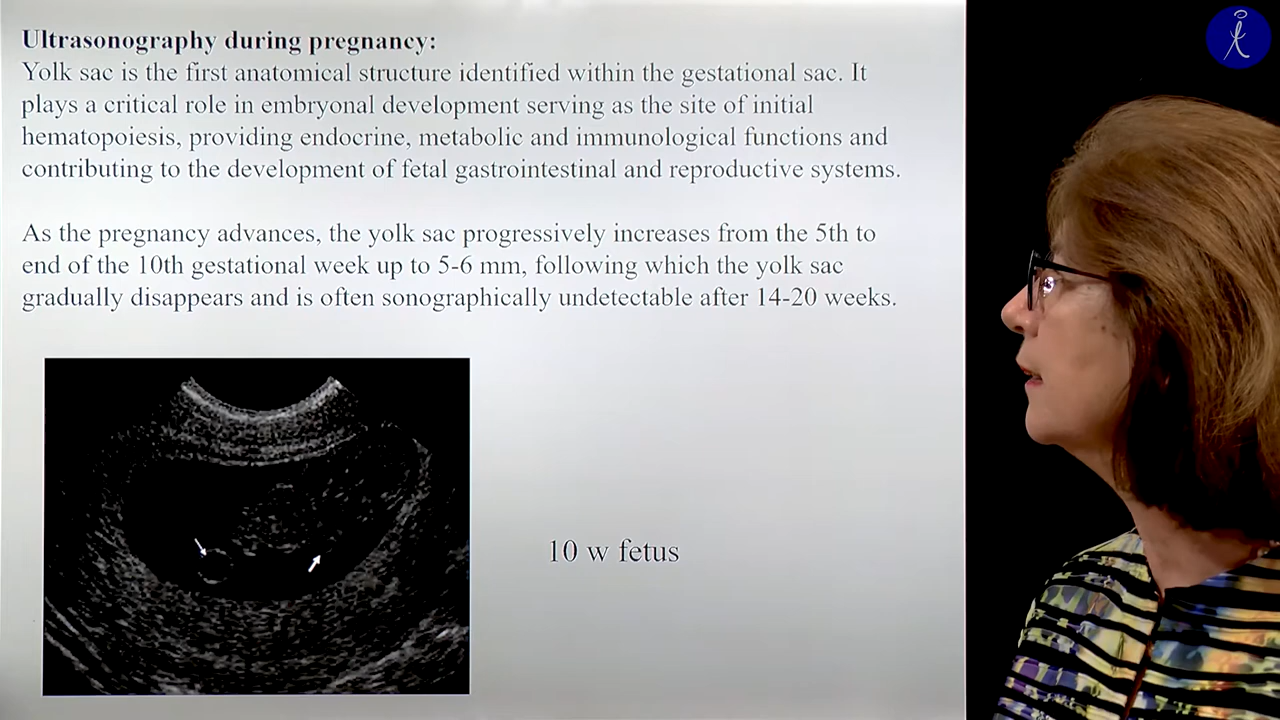 Ultrasonography during pregnancy:
Yolk sac is the first anatomical structure identified within the gestational sac. It
plays a critical role in embryonal development serving as the site of initial
hematopoiesis, providing endocrine, metabolic and immunological functions and
contributing to the development of fetal gastrointestinal and reproductive systems.
As the pregnancy advances, the yolk sac progressively increases from the 5th to
end of the 10th gestational week up to 5-6 mm, following which the yolk sac
gradually disappears and is often sonographically undetectable after 14-20 weeks.
10 w fetus